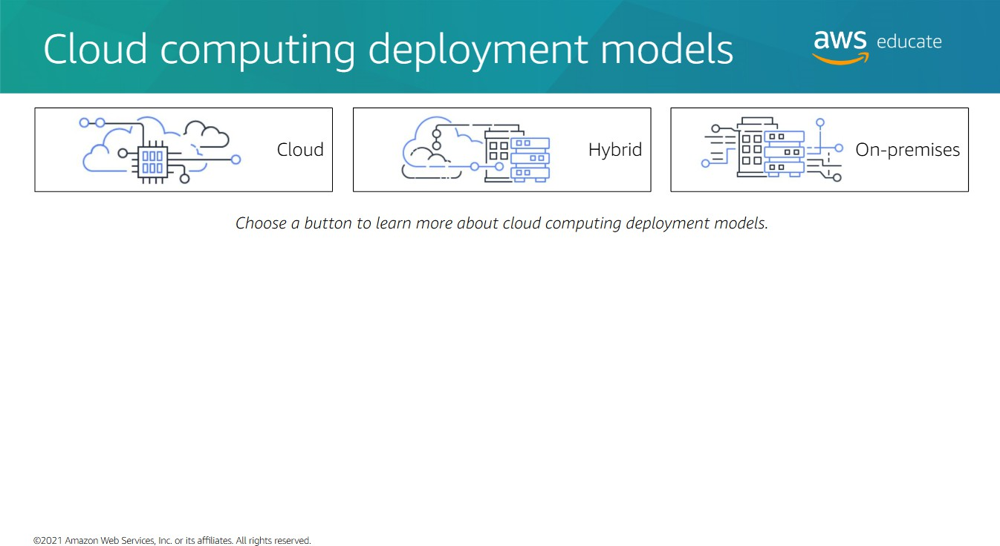 Cloud computing deployment models
aws educate
Cloud
Hybrid
On-premises
Choose a button to learn more about cloud computing deployment models.
©2021 Amazon Web Services, Inc. or its affiliates. All rights reserved.